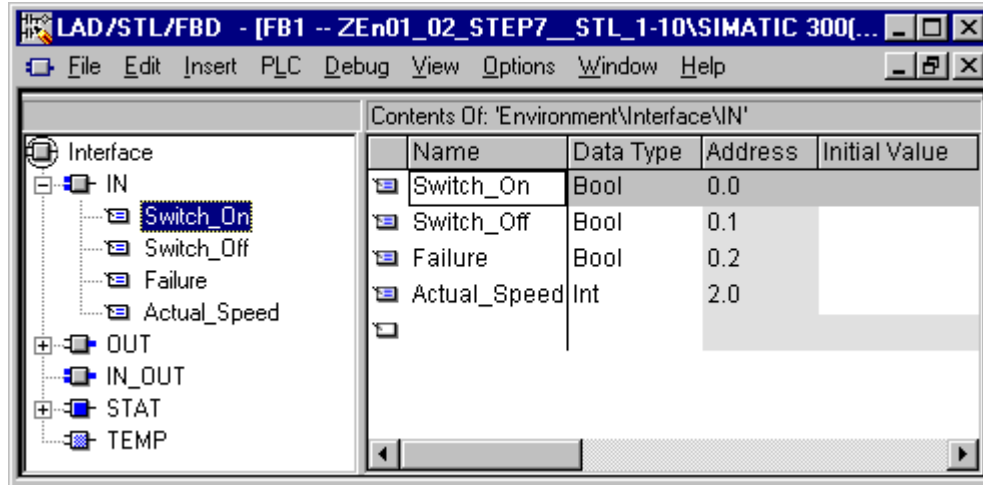 LAD/STL/FBD - [FB1 -- ZEn01_02_STEP7__STL_1-10\SIMATIC 300(...
File Edit Insert PLC Debug View Options Window Help
Contents Of: 'Environment\Interface\IN'
Interface
IN
Switch_On
Switch_Off
Failure
Actual_Speed
OUT
IN_OUT
STAT
TEMP
Name Data Type Address Initial Value
Switch_On Bool 0.0
Switch_Off Bool 0.1
Failure Bool 0.2
Actual_Speed Int 2.0